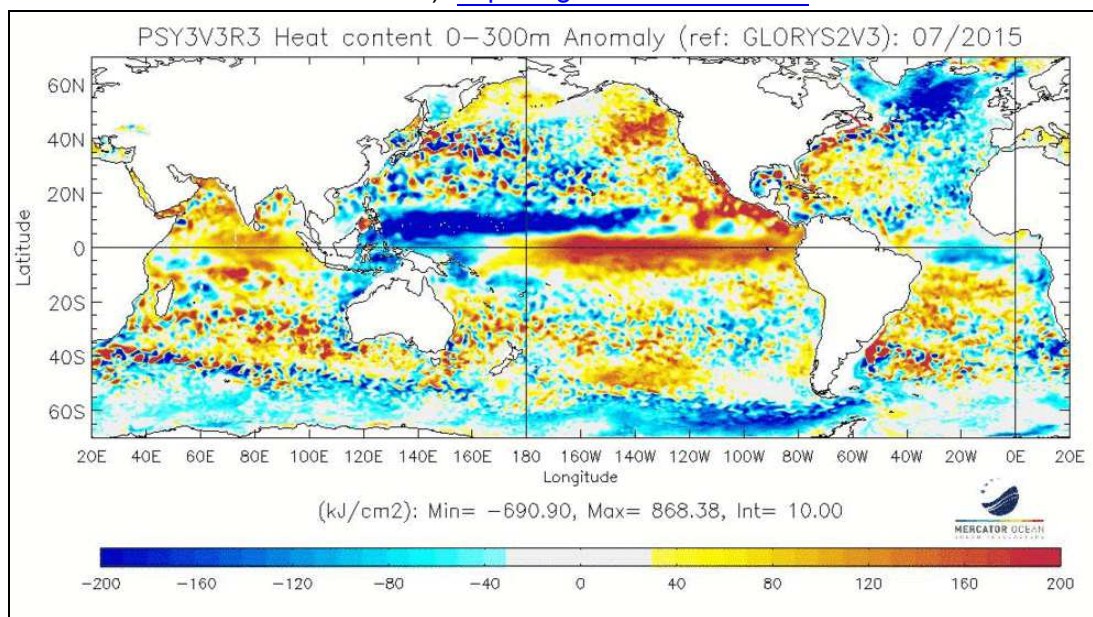 PSY3V3R3 Heat content 0-300m Anomaly (ref: GLORYS2V3): 07/2015
60N
40N
20N
0
20S
40S
60S
Latitude
20E 40E 60E 80E 100E 120E 140E 160E 180 160W 140W 120W 100W 80W 60W 40W 20W 0E 20E
Longitude
(kJ/cm2): Min= -690.90, Max= 868.38, Int= 10.00
MERCATOR OCEAN
-200 -160 -120 -80 -40 0 40 80 120 160 200